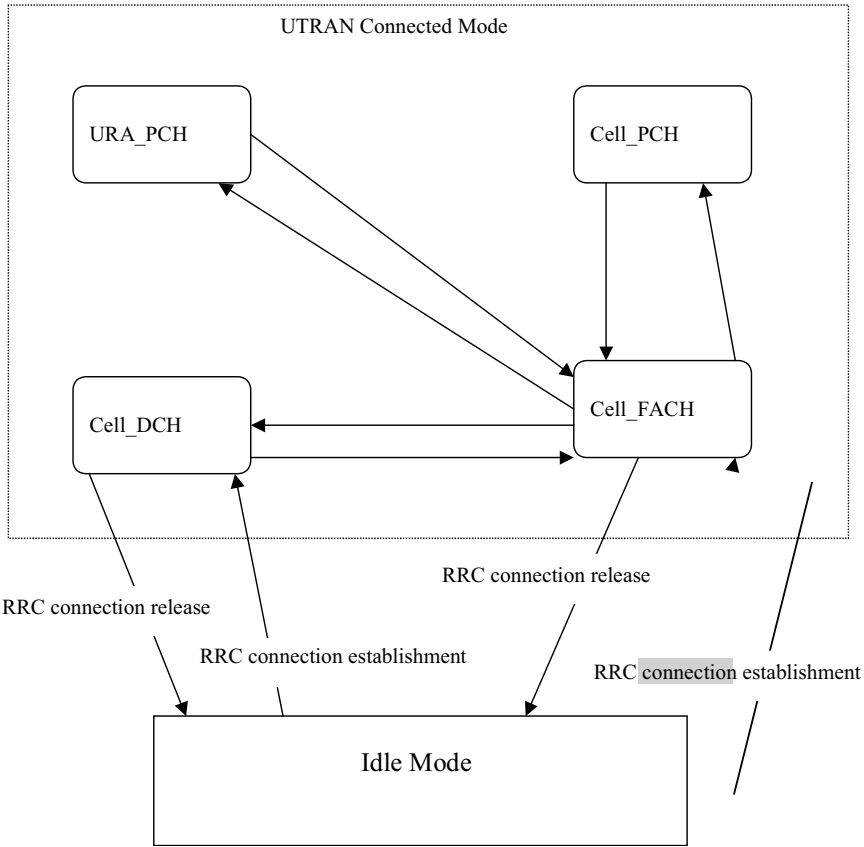 UTRAN Connected Mode
URA_PCH
Cell_PCH
Cell_DCH
Cell_FACH
RRC connection release
RRC connection release
RRC connection establishment
RRC connection establishment
Idle Mode